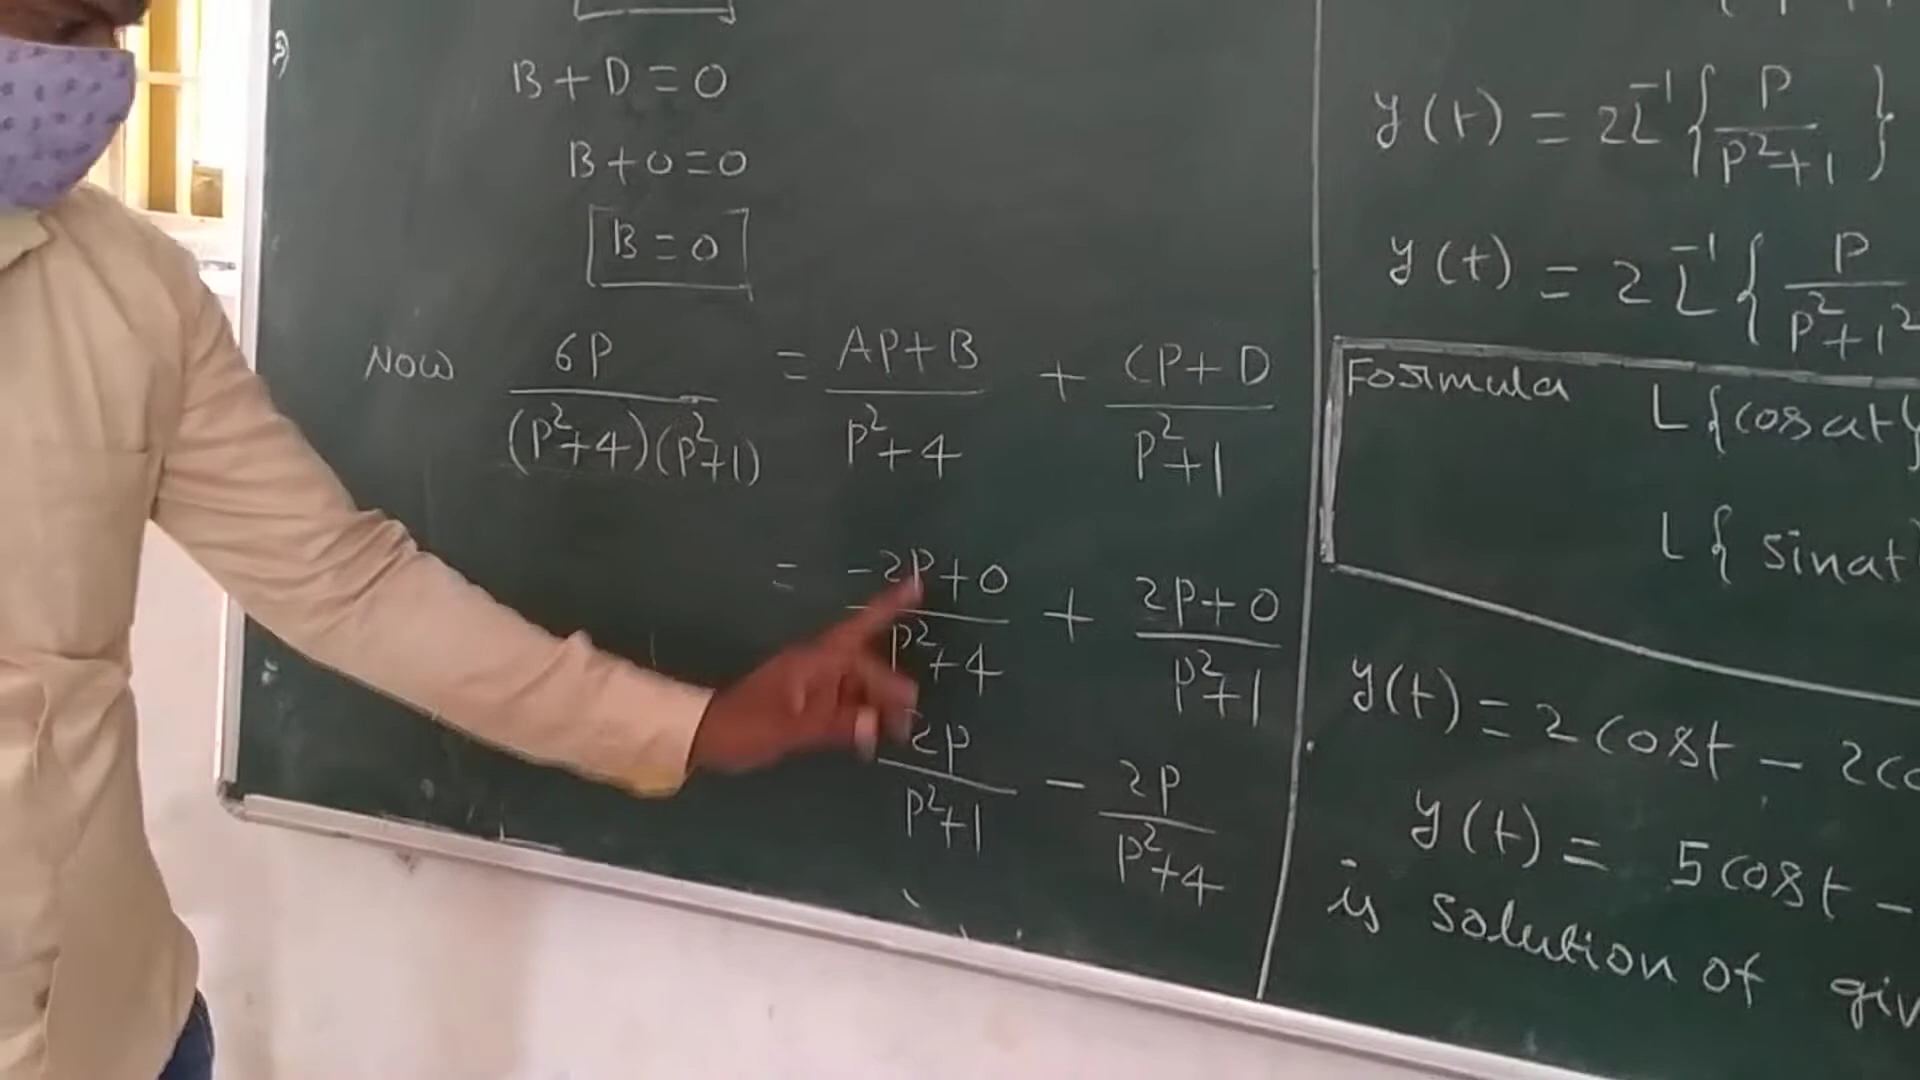 B + D = 0
B + 0 = 0
B = 0
Now 6P/((P²+4)(P²+1)) = (AP+B)/(P²+4) + (CP+D)/(P²+1)
= (-2P+0)/(P²+4) + (2P+0)/(P²+1)
2P/(P²+1) - 2P/(P²+4)
y(t) = 2L⁻¹{P/(P²+1)}
y(t) = 2L⁻¹{P/(P²+1²
Formula L{cosat}
L{sinat}
y(t) = 2cost - 2co
y(t) = 5cost -
is solution of giv